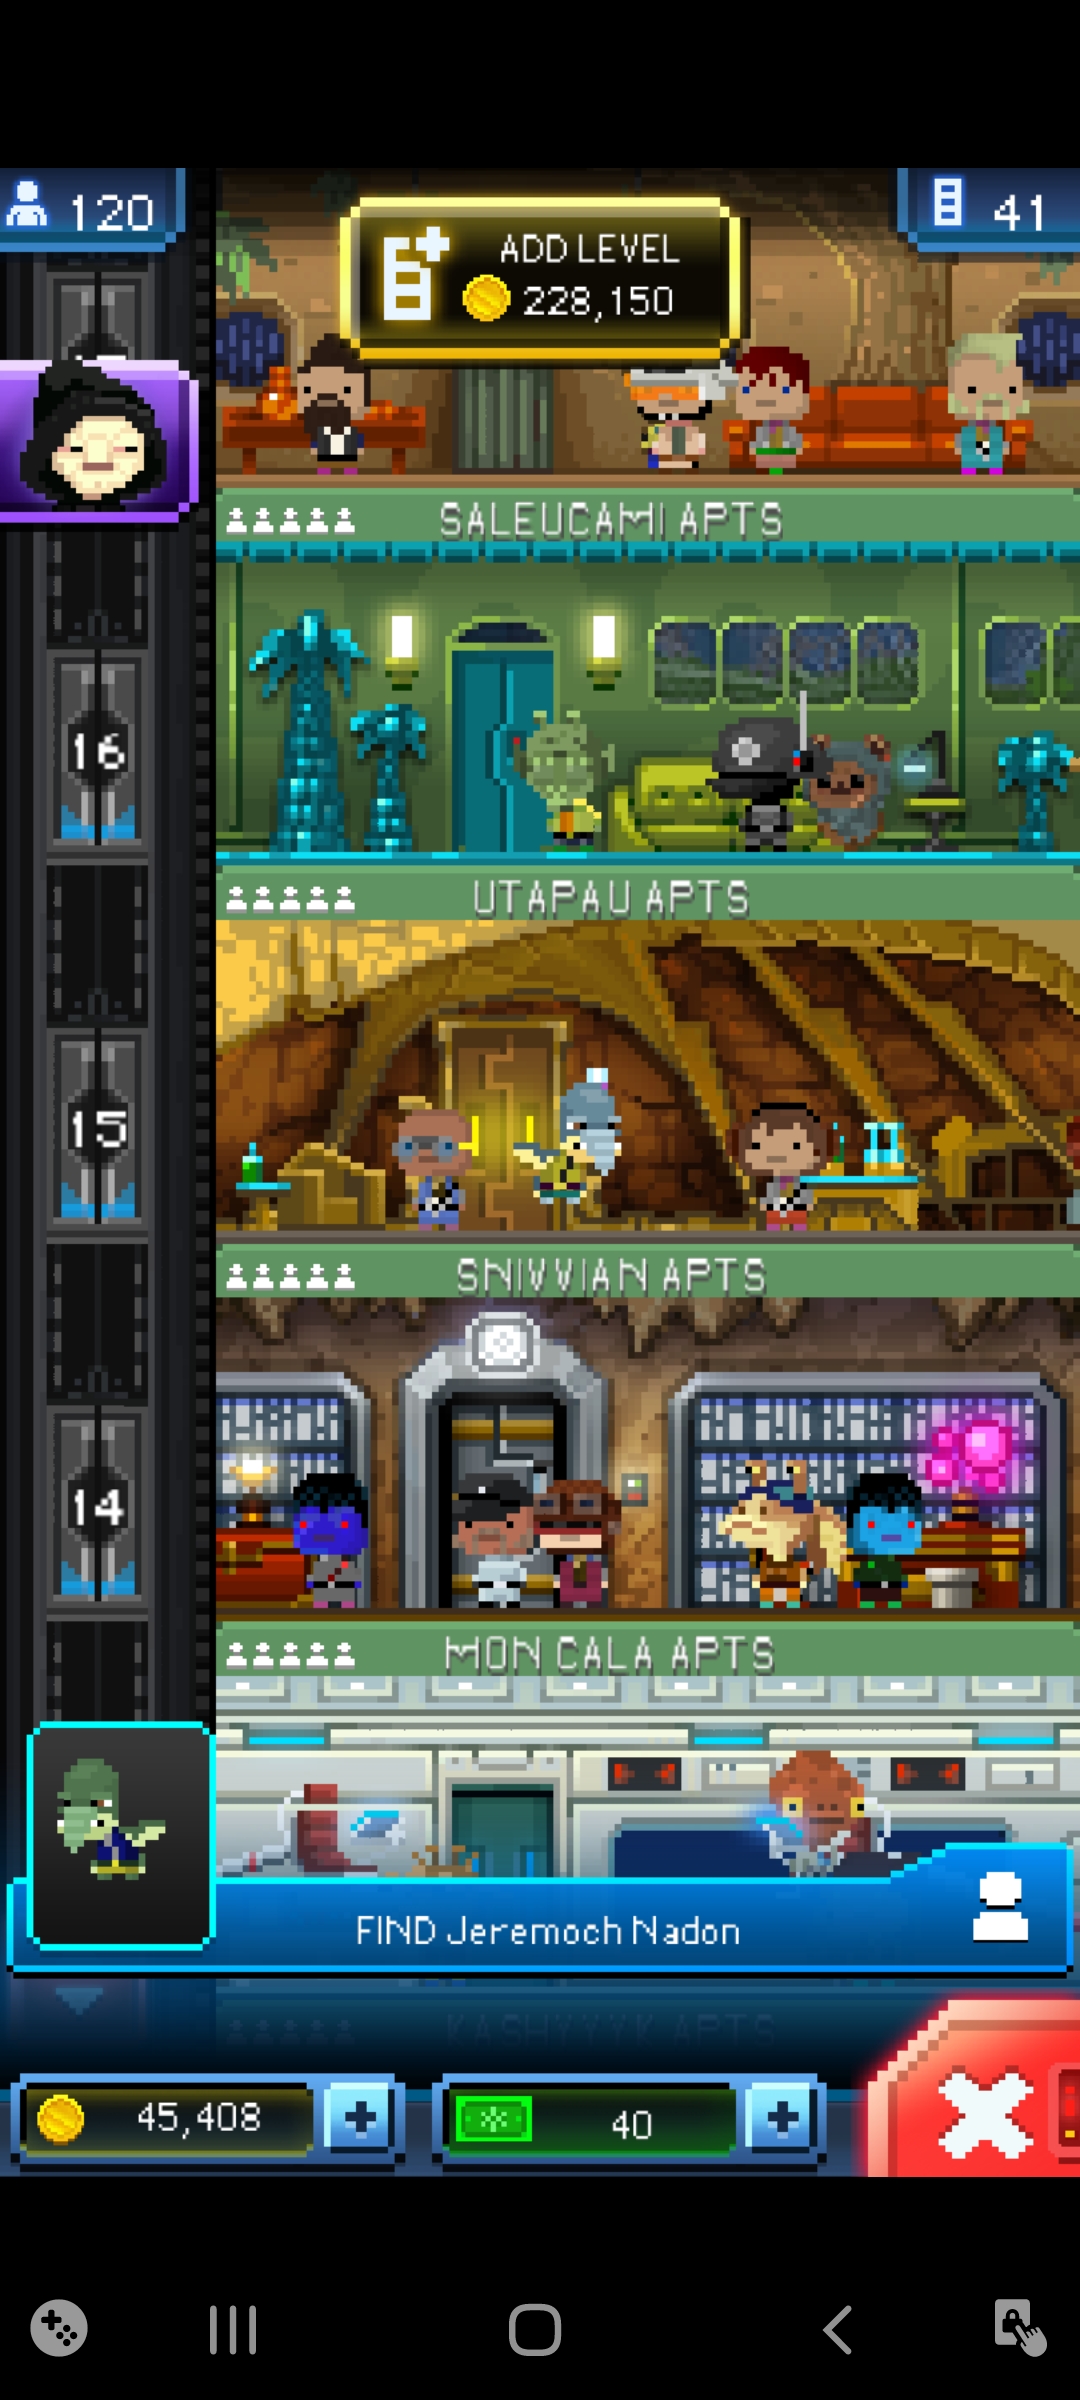 120
ADD LEVEL
228,150
41
SALEUCAMI APTS
16
UTAPAU APTS
15
SNIVVIAN APTS
14
MON CALA APTS
FIND Jeremoch Nadon
KASHYYYK APTS
45,408
40